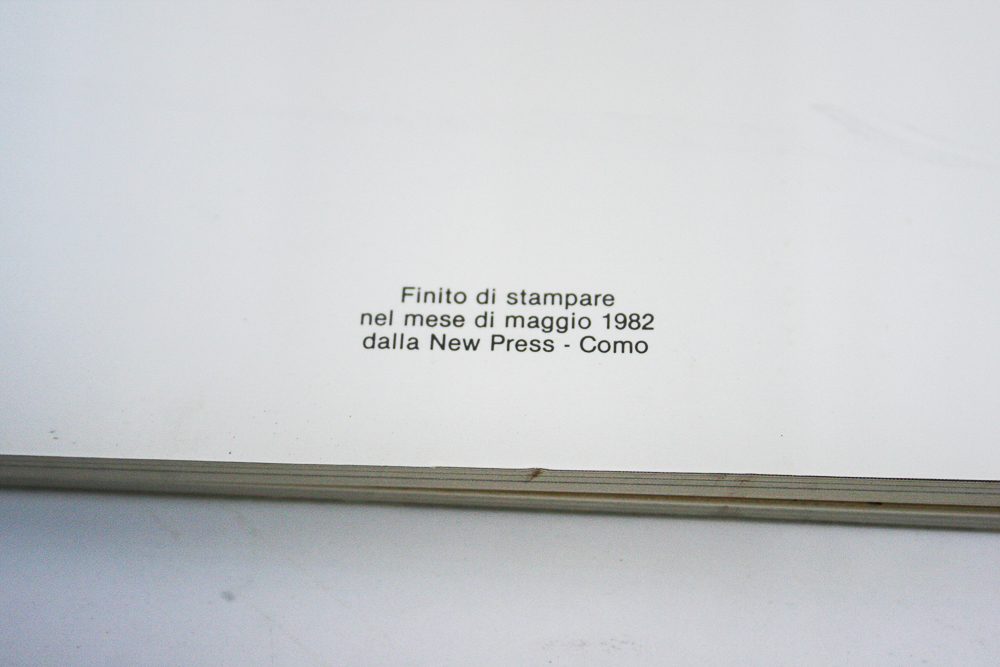 Finito di stampare
nel mese di maggio 1982
dalla New Press - Como